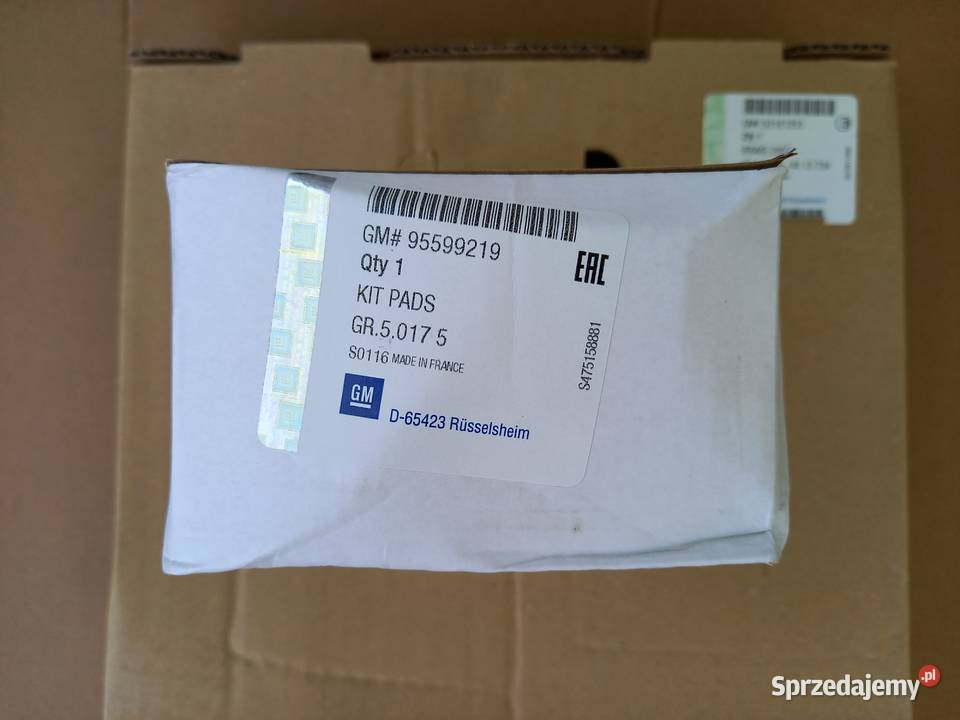 GM# 95599219
Qty 1
KIT PADS
GR.5.017 5
S0116 MADE IN FRANCE
GM
D-65423 Rüsselsheim
EAC
S475158881
Sprzedajemy.pl